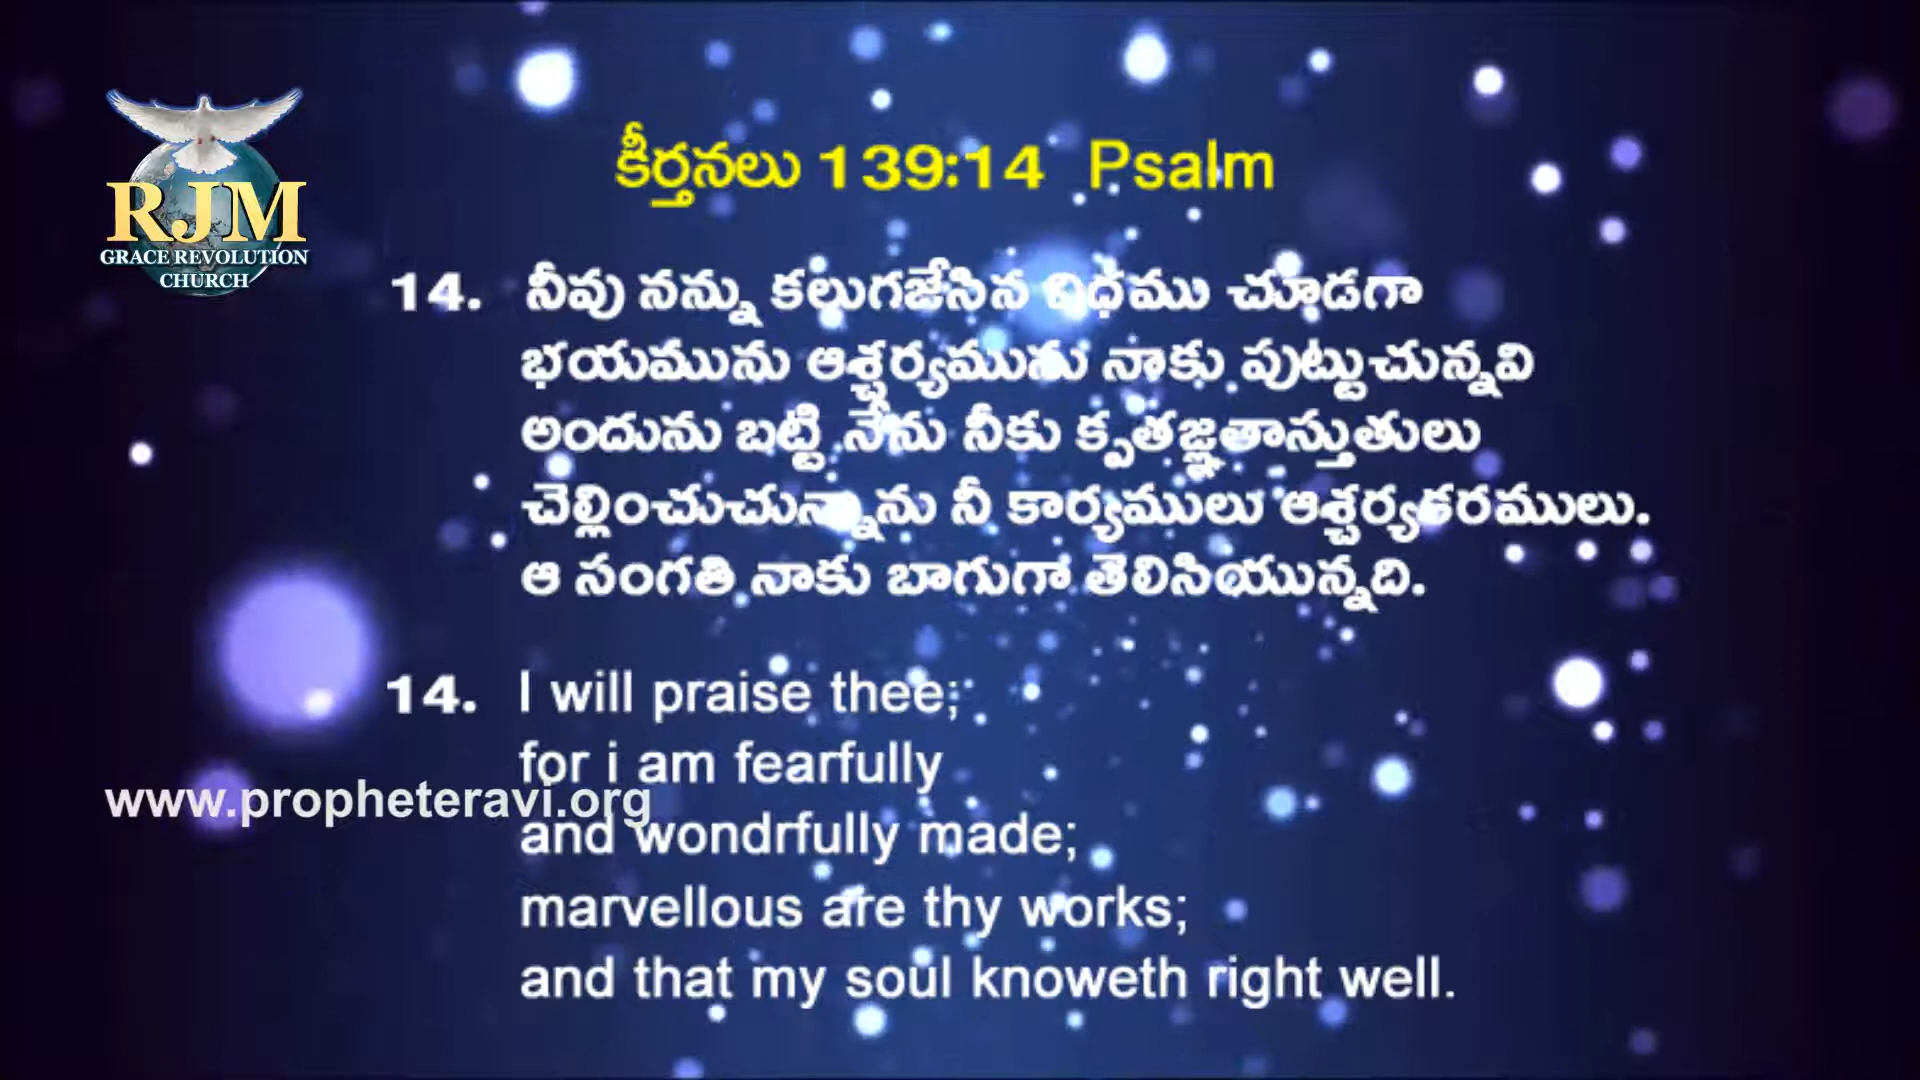 RJM
GRACE REVOLUTION
CHURCH
కీర్తనలు 139:14 Psalm
14. నీవు నన్ను కలుగజేసిన విధము చూడగా
భయమును ఆశ్చర్యమును నాకు పుట్టుచున్నవి
అందును బట్టి నేను నీకు కృతజ్ఞతాస్తుతులు
చెల్లించుచున్నాను నీ కార్యములు ఆశ్చర్యకరములు.
ఆ సంగతి నాకు బాగుగా తెలిసియున్నది.
14. I will praise thee;
for i am fearfully
www.propheteravi.org
and wondrfully made;
marvellous are thy works;
and that my soul knoweth right well.